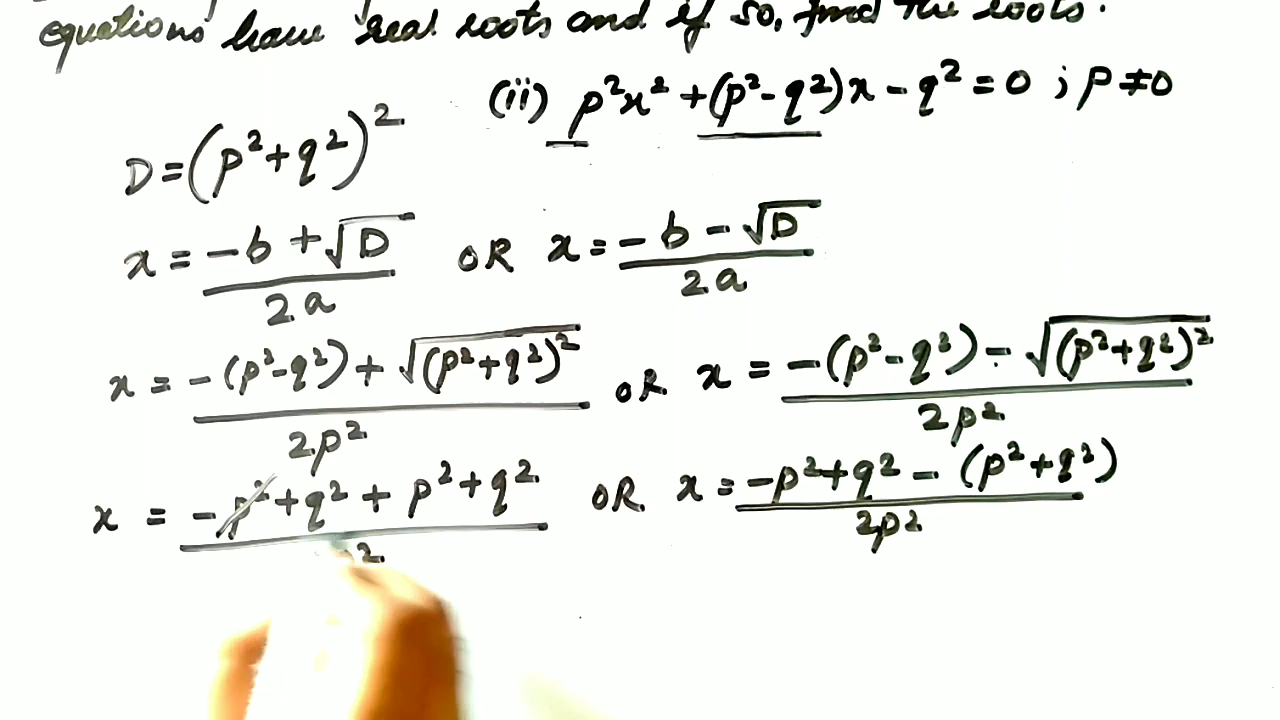 equations have real roots and if so, find the roots.
(ii) p²x² + (p² - q²)x - q² = 0 ; p ≠ 0
D = (p² + q²)²
x = -b + √D / 2a OR x = -b - √D / 2a
x = -(p² - q²) + √(p² + q²)² / 2p² OR x = -(p² - q²) - √(p² + q²)² / 2p²
x = -p² + q² + p² + q² / 2 OR x = -p² + q² - (p² + q²) / 2p²